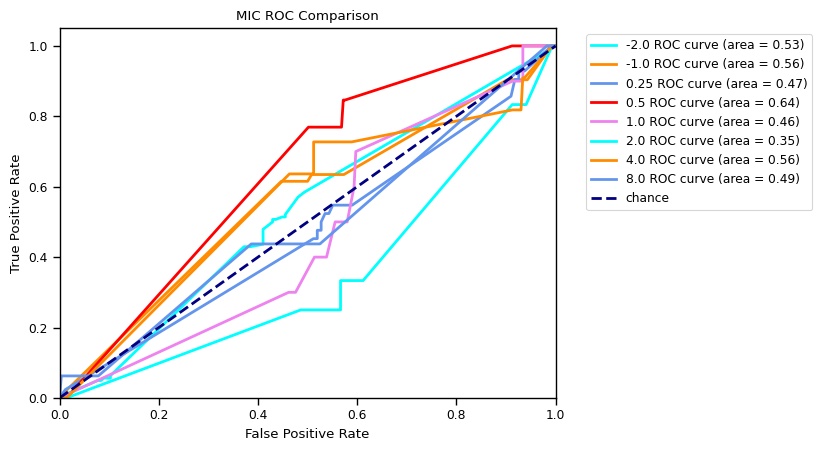 MIC ROC Comparison
True Positive Rate
1.0
0.8
0.6
0.4
0.2
0.0
0.0 0.2 0.4 0.6 0.8 1.0
False Positive Rate
-2.0 ROC curve (area = 0.53)
-1.0 ROC curve (area = 0.56)
0.25 ROC curve (area = 0.47)
0.5 ROC curve (area = 0.64)
1.0 ROC curve (area = 0.46)
2.0 ROC curve (area = 0.35)
4.0 ROC curve (area = 0.56)
8.0 ROC curve (area = 0.49)
chance